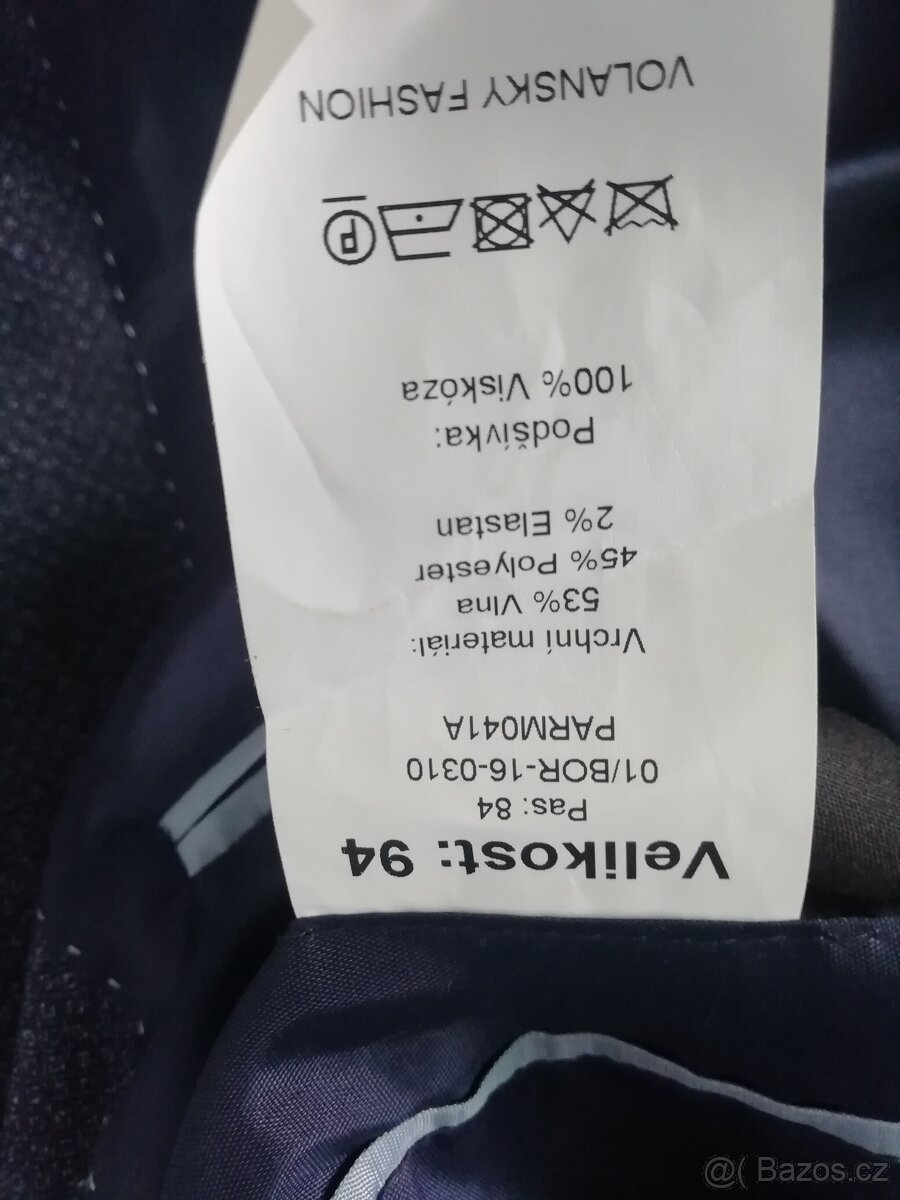 Velikost: 94
Pas: 84
01/BOR-16-0310
PARM041A
Vrchní materiál:
53% Vlna
45% Polyester
2% Elastan
Podšívka:
100% Viskóza
P
VOLANSKY FASHION
@( Bazos.cz